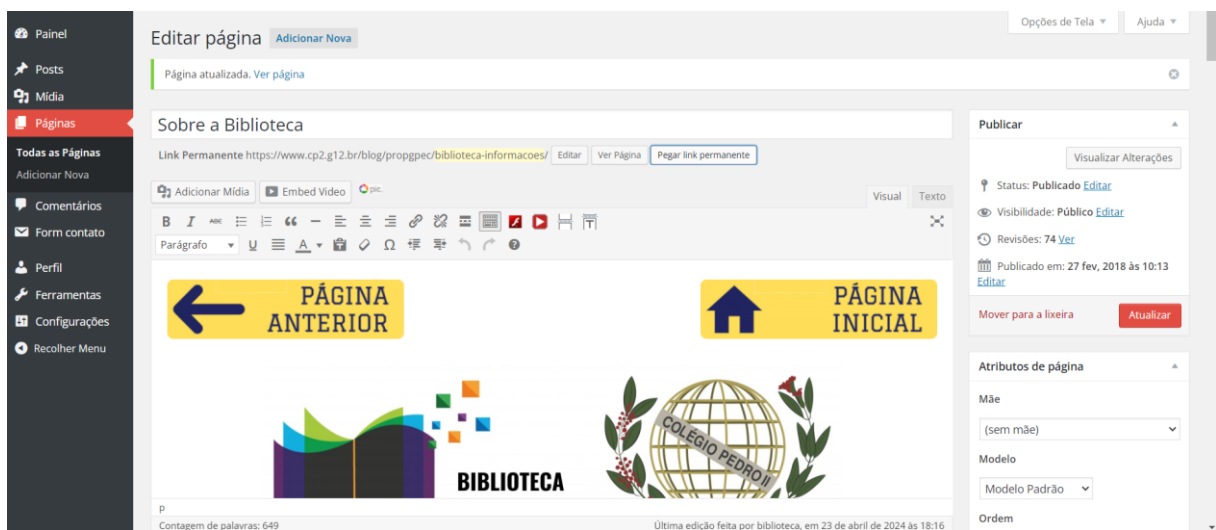 Painel
Posts
Mídia
Páginas
Todas as Páginas
Adicionar Nova
Comentários
Form contato
Perfil
Ferramentas
Configurações
Recolher Menu
Opções de Tela
Ajuda
Editar página Adicionar Nova
Página atualizada. Ver página
Sobre a Biblioteca
Link Permanente https://www.cp2.g12.br/blog/propgpec/biblioteca-informacoes/ Editar Ver Página Pegar link permanente
Adicionar Mídia Embed Video pic.
Visual Texto
B I ABC
Parágrafo U A Ω
PÁGINA
ANTERIOR
PÁGINA
INICIAL
BIBLIOTECA
COLÉGIO PEDRO II
p
Contagem de palavras: 649
Última edição feita por biblioteca, em 23 de abril de 2024 às 18:16
Publicar
Visualizar Alterações
Status: Publicado Editar
Visibilidade: Público Editar
Revisões: 74 Ver
Publicado em: 27 fev, 2018 às 10:13
Editar
Mover para a lixeira Atualizar
Atributos de página
Mãe
(sem mãe)
Modelo
Modelo Padrão
Ordem